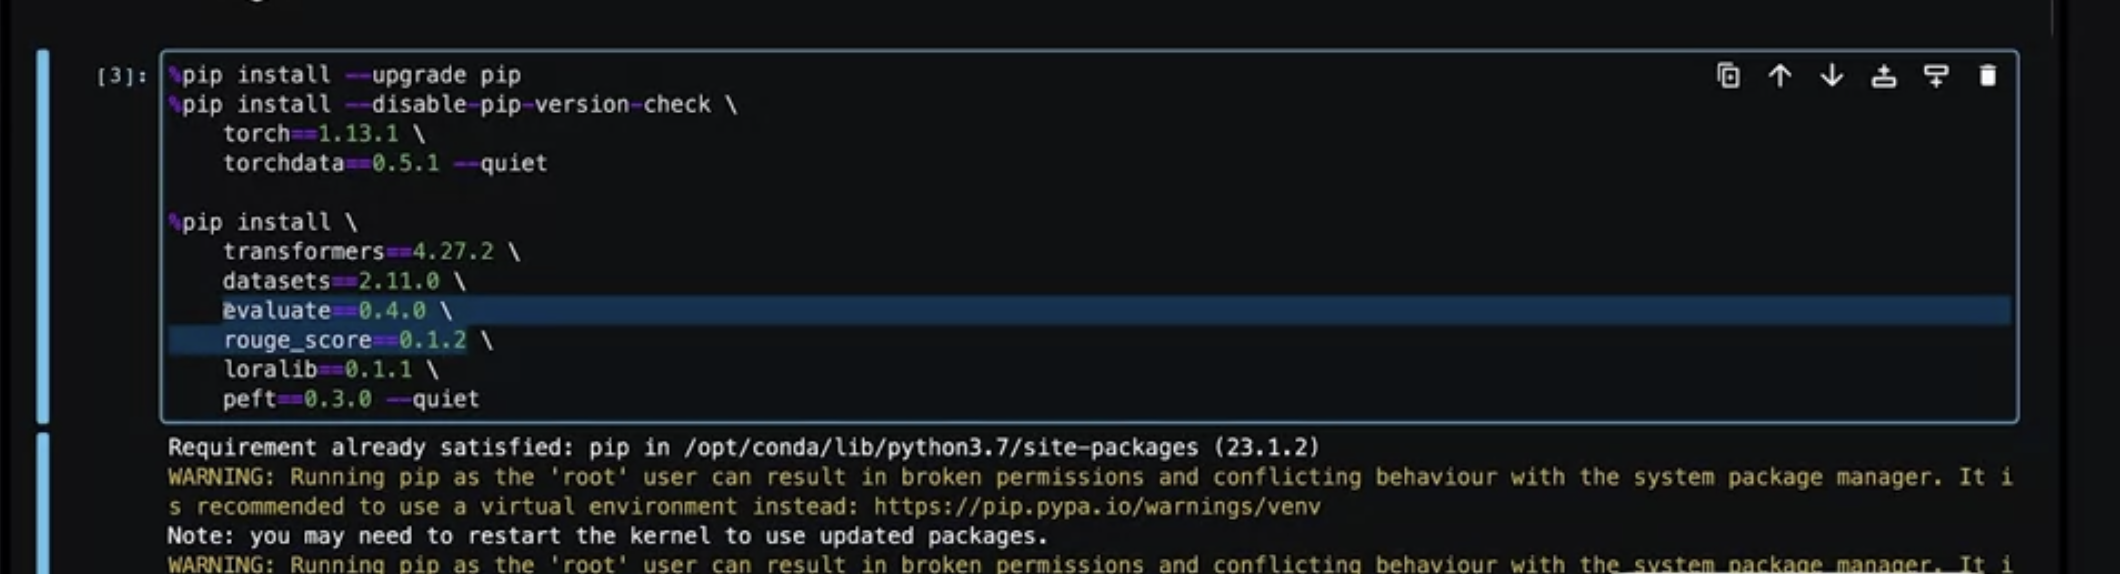 [3]:
%pip install --upgrade pip
%pip install --disable-pip-version-check \
    torch==1.13.1 \
    torchdata==0.5.1 --quiet

%pip install \
    transformers==4.27.2 \
    datasets==2.11.0 \
    evaluate==0.4.0 \
    rouge_score==0.1.2 \
    loralib==0.1.1 \
    peft==0.3.0 --quiet
Requirement already satisfied: pip in /opt/conda/lib/python3.7/site-packages (23.1.2)
WARNING: Running pip as the 'root' user can result in broken permissions and conflicting behaviour with the system package manager. It i
s recommended to use a virtual environment instead: https://pip.pypa.io/warnings/venv
Note: you may need to restart the kernel to use updated packages.
WARNING: Running pip as the 'root' user can result in broken permissions and conflicting behaviour with the system package manager. It i